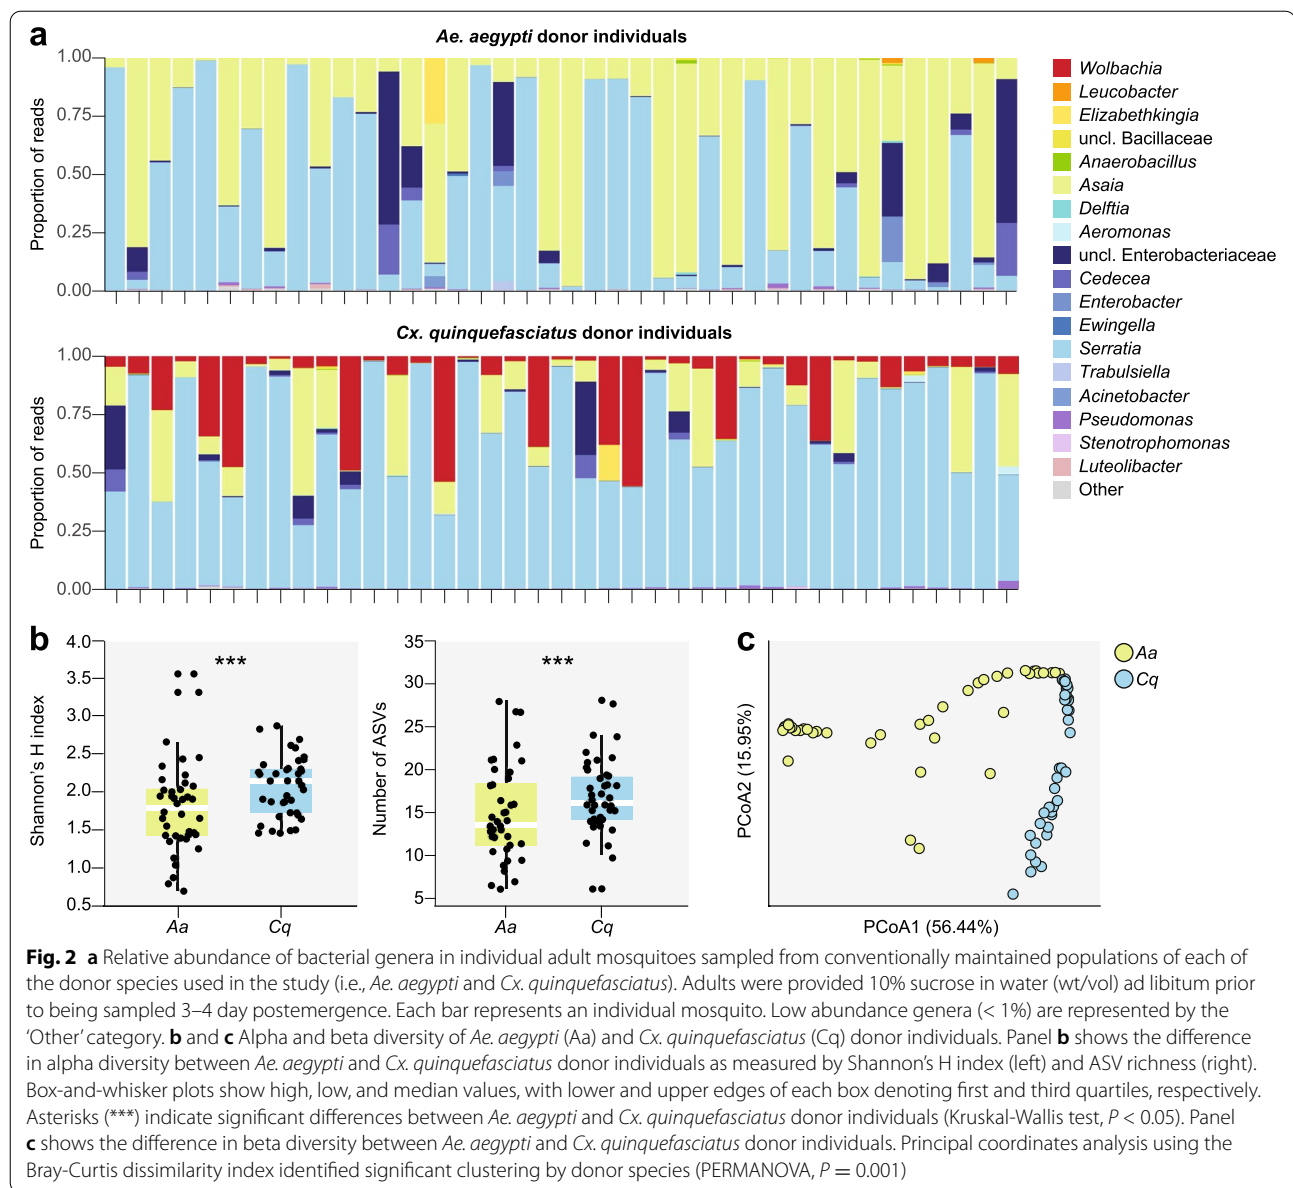 a
Ae. aegypti donor individuals
Proportion of reads
1.00
0.75
0.50
0.25
0.00
Wolbachia
Leucobacter
Elizabethkingia
uncl. Bacillaceae
Anaerobacillus
Asaia
Delftia
Aeromonas
uncl. Enterobacteriaceae
Cedecea
Enterobacter
Ewingella
Serratia
Trabulsiella
Acinetobacter
Pseudomonas
Stenotrophomonas
Luteolibacter
Other
Cx. quinquefasciatus donor individuals
Proportion of reads
1.00
0.75
0.50
0.25
0.00
b
Shannon's H index
4.0
3.5
3.0
2.5
2.0
1.5
1.0
0.5
***
Aa
Cq
Number of ASVs
35
30
25
20
15
10
5
***
Aa
Cq
c
PCoA2 (15.95%)
PCoA1 (56.44%)
Aa
Cq
Fig. 2 a Relative abundance of bacterial genera in individual adult mosquitoes sampled from conventionally maintained populations of each of
the donor species used in the study (i.e., Ae. aegypti and Cx. quinquefasciatus). Adults were provided 10% sucrose in water (wt/vol) ad libitum prior
to being sampled 3–4 day postemergence. Each bar represents an individual mosquito. Low abundance genera (< 1%) are represented by the
‘Other’ category. b and c Alpha and beta diversity of Ae. aegypti (Aa) and Cx. quinquefasciatus (Cq) donor individuals. Panel b shows the difference
in alpha diversity between Ae. aegypti and Cx. quinquefasciatus donor individuals as measured by Shannon’s H index (left) and ASV richness (right).
Box-and-whisker plots show high, low, and median values, with lower and upper edges of each box denoting first and third quartiles, respectively.
Asterisks (***) indicate significant differences between Ae. aegypti and Cx. quinquefasciatus donor individuals (Kruskal-Wallis test, P < 0.05). Panel
c shows the difference in beta diversity between Ae. aegypti and Cx. quinquefasciatus donor individuals. Principal coordinates analysis using the
Bray-Curtis dissimilarity index identified significant clustering by donor species (PERMANOVA, P = 0.001)